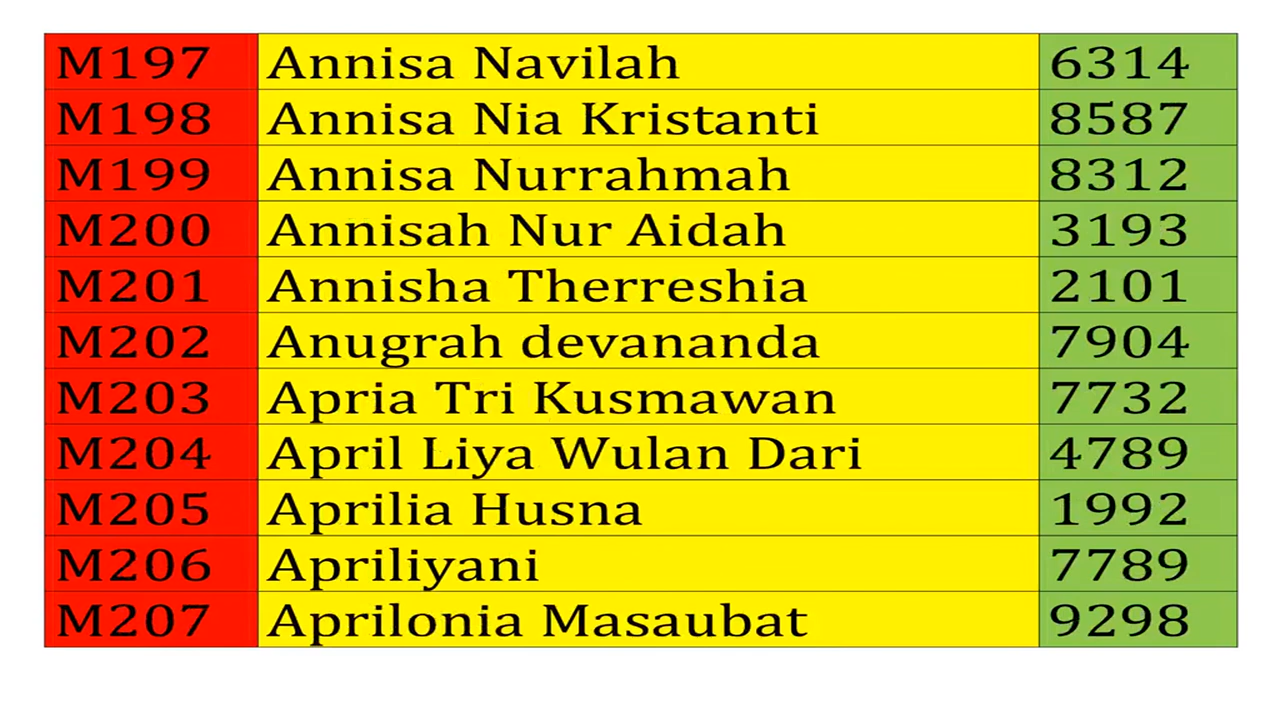 M197 Annisa Navilah 6314
M198 Annisa Nia Kristanti 8587
M199 Annisa Nurrahmah 8312
M200 Annisah Nur Aidah 3193
M201 Annisha Therreshia 2101
M202 Anugrah devananda 7904
M203 Apria Tri Kusmawan 7732
M204 April Liya Wulan Dari 4789
M205 Aprilia Husna 1992
M206 Apriliyani 7789
M207 Aprilonia Masaubat 9298